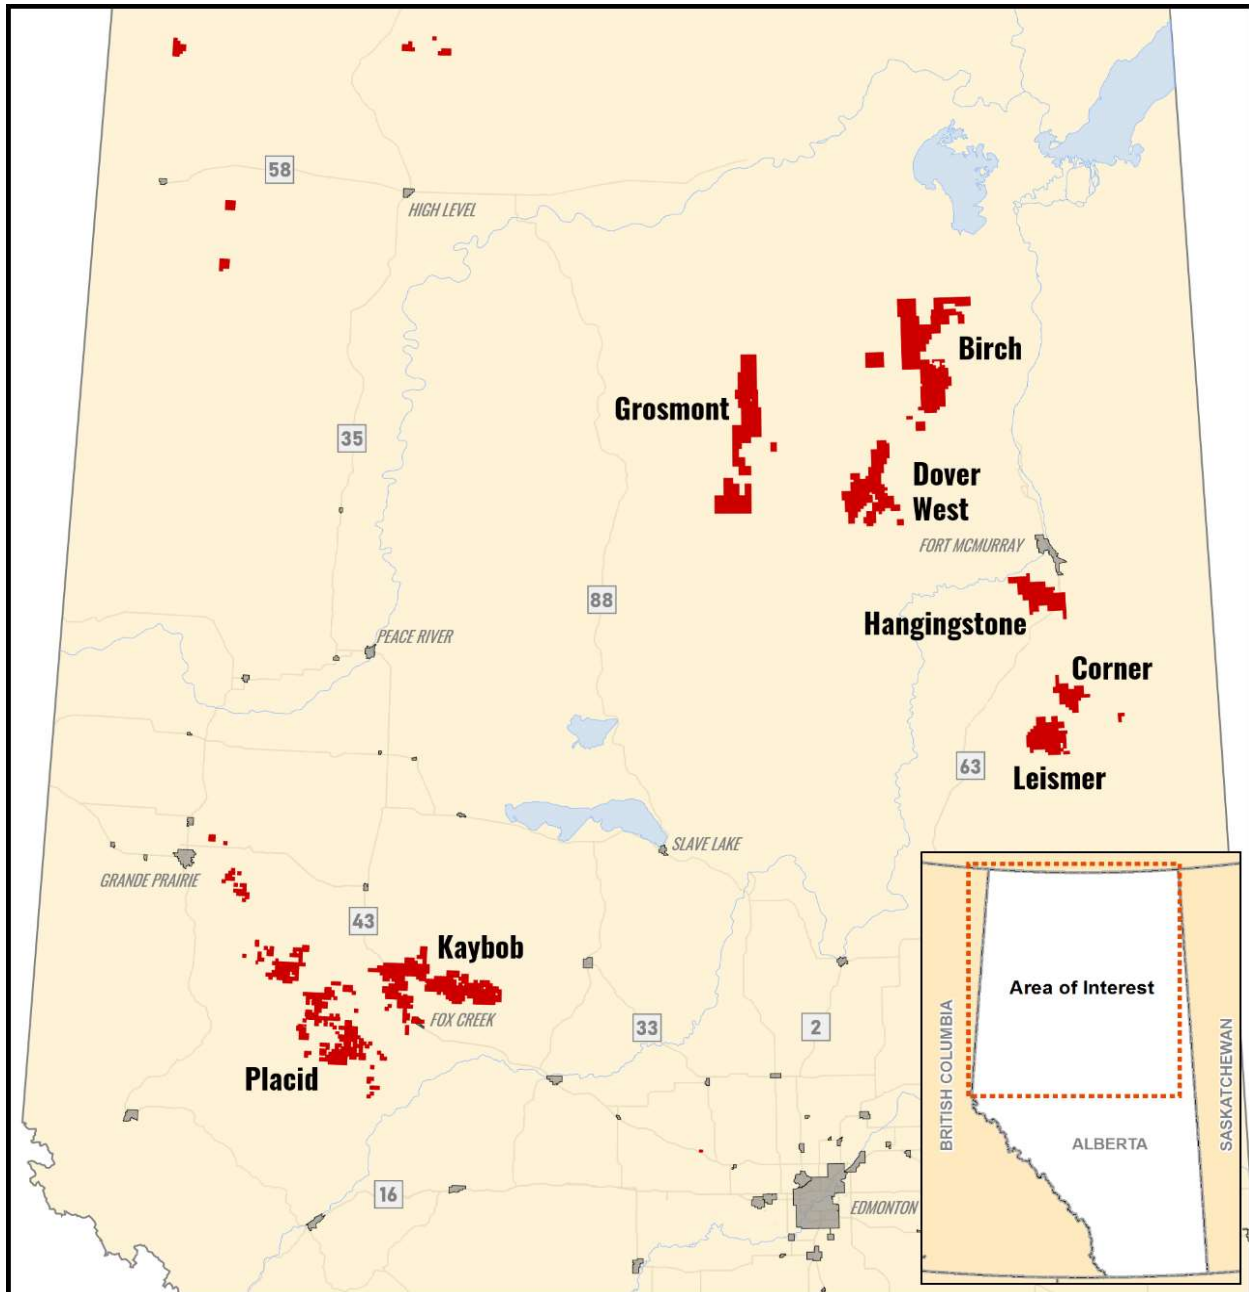 58
HIGH LEVEL
Birch
Grosmont
35
Dover
West
FORT MCMURRAY
88
Hangingstone
PEACE RIVER
Corner
63
Leismer
SLAVE LAKE
GRANDE PRAIRIE
43
Kaybob
FOX CREEK
33
2
Placid
16
EDMONTON
Area of Interest
BRITISH COLUMBIA
SASKATCHEWAN
ALBERTA